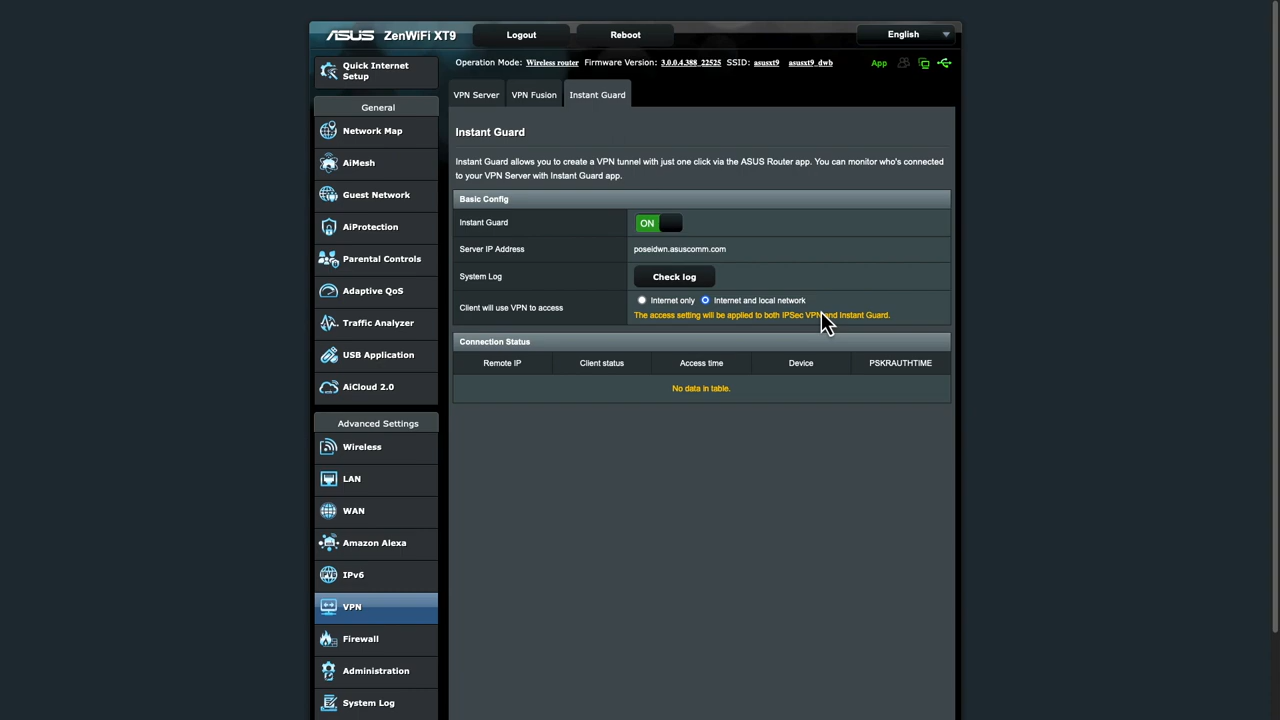 ASUS ZenWiFi XT9
Logout
Reboot
English
Quick Internet
Setup
Operation Mode: Wireless router Firmware Version: 3.0.0.4.388_22525 SSID: asusxt9 asusxt9_dwb
App
General
Network Map
AiMesh
Guest Network
AiProtection
Parental Controls
Adaptive QoS
Traffic Analyzer
USB Application
AiCloud 2.0
Advanced Settings
Wireless
LAN
WAN
Amazon Alexa
IPv6
VPN
Firewall
Administration
System Log
VPN Server
VPN Fusion
Instant Guard
Instant Guard
Instant Guard allows you to create a VPN tunnel with just one click via the ASUS Router app. You can monitor who's connected
to your VPN Server with Instant Guard app.
Basic Config
Instant Guard
ON
Server IP Address
poseidwn.asuscomm.com
System Log
Check log
Client will use VPN to access
Internet only
Internet and local network
The access setting will be applied to both IPSec VPN and Instant Guard.
Connection Status
Remote IP
Client status
Access time
Device
PSKRAUTHTIME
No data in table.